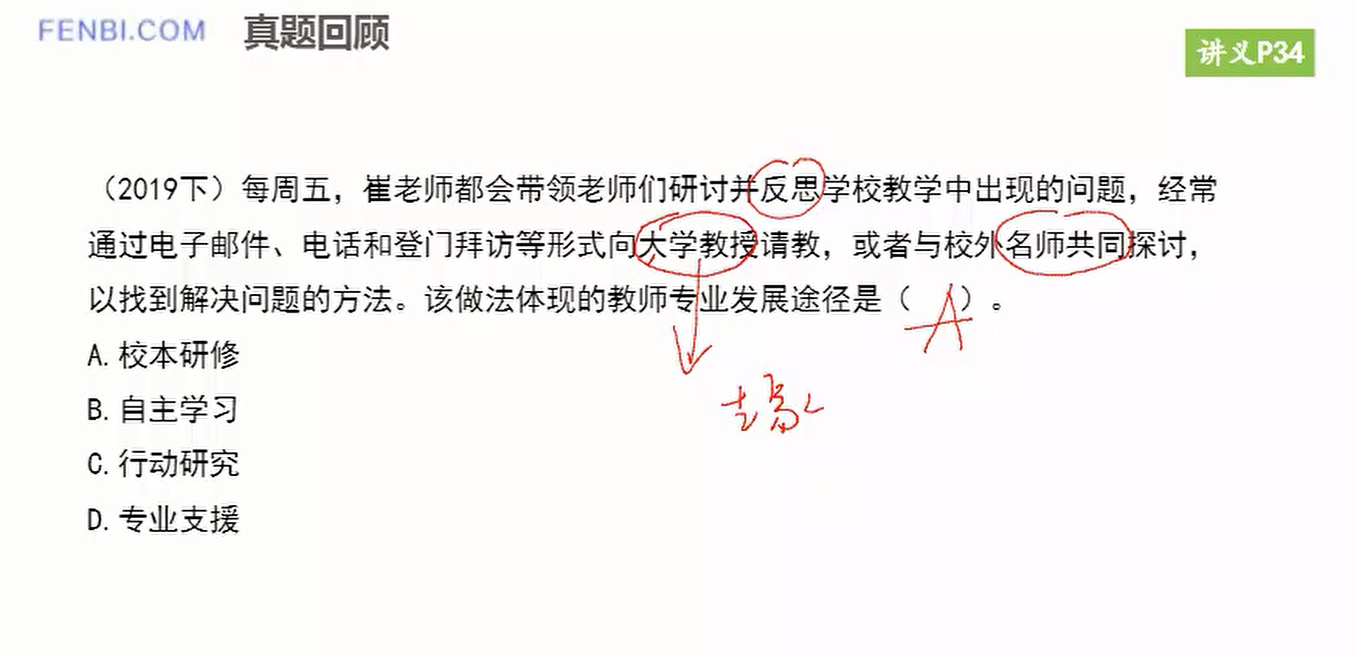 FENBI.COM 真题回顾
讲义P34
（2019下）每周五，崔老师都会带领老师们研讨并反思学校教学中出现的问题，经常
通过电子邮件、电话和登门拜访等形式向大学教授请教，或者与校外名师共同探讨，
以找到解决问题的方法。该做法体现的教师专业发展途径是（ A ）。
A. 校本研修
B. 自主学习
C. 行动研究
D. 专业支援